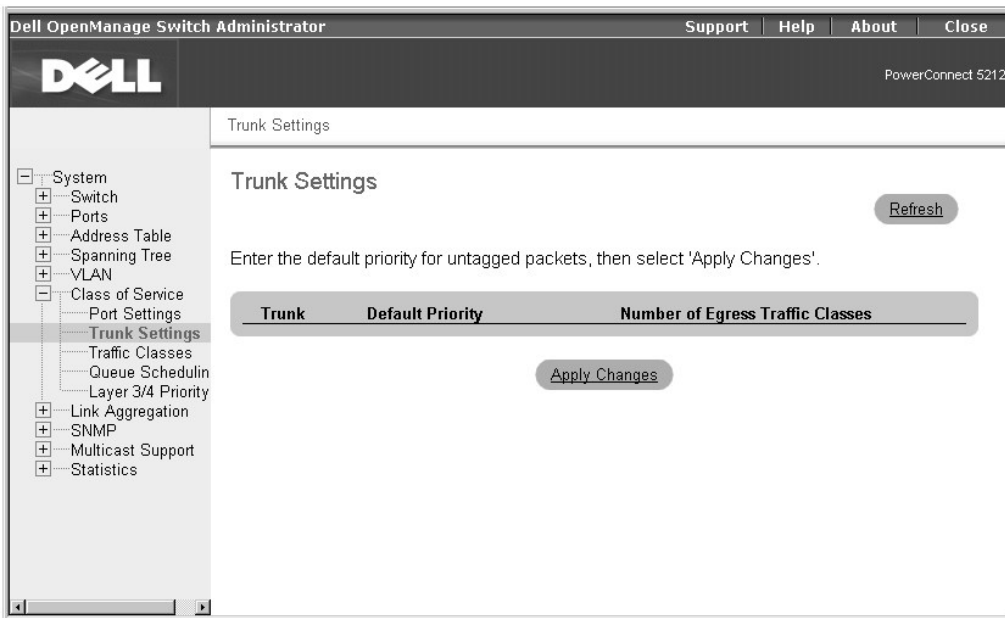 Dell OpenManage Switch Administrator
Support | Help | About | Close
DELL
PowerConnect 5212
Trunk Settings
System
Switch
Ports
Address Table
Spanning Tree
VLAN
Class of Service
Port Settings
Trunk Settings
Traffic Classes
Queue Schedulin
Layer 3/4 Priority
Link Aggregation
SNMP
Multicast Support
Statistics
Trunk Settings
Refresh
Enter the default priority for untagged packets, then select 'Apply Changes'.
Trunk Default Priority Number of Egress Traffic Classes
Apply Changes